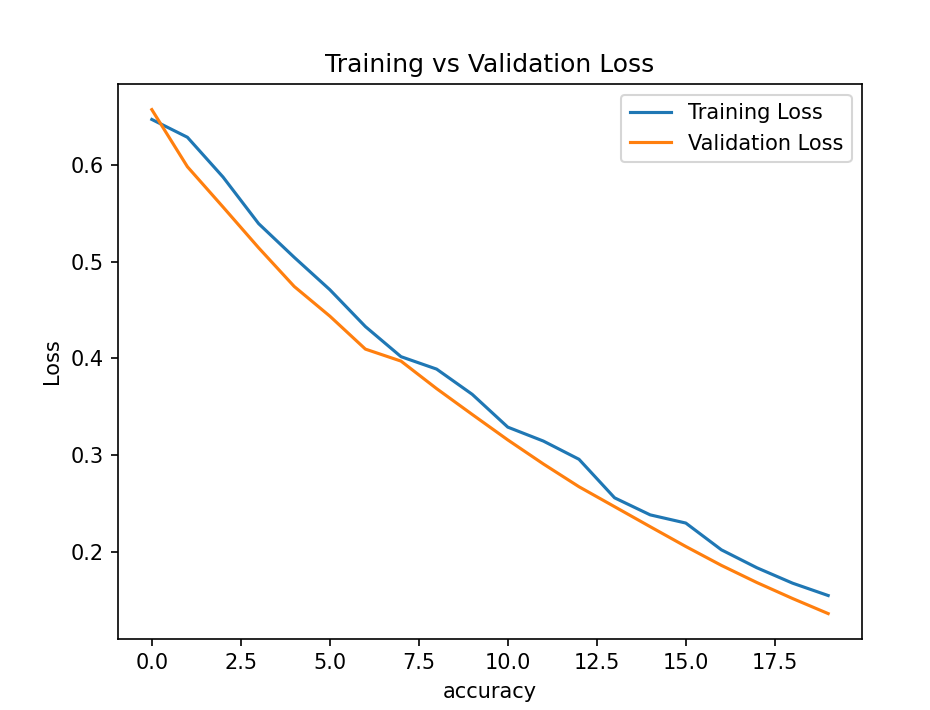 Training vs Validation Loss
Training Loss
Validation Loss
0.6
0.5
0.4
0.3
0.2
Loss
0.0 2.5 5.0 7.5 10.0 12.5 15.0 17.5
accuracy